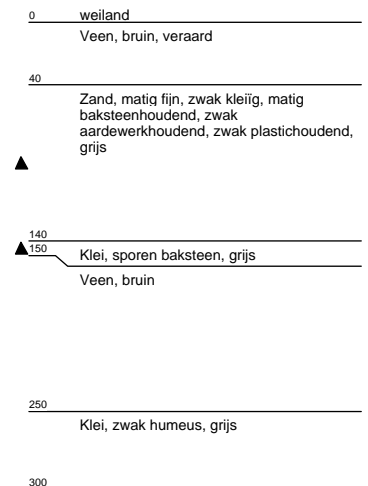 0 weiland
Veen, bruin, veraard
40
Zand, matig fijn, zwak kleiïg, matig
baksteenhoudend, zwak
aardewerkhoudend, zwak plastichoudend,
grijs
140
150 Klei, sporen baksteen, grijs
Veen, bruin
250
Klei, zwak humeus, grijs
300